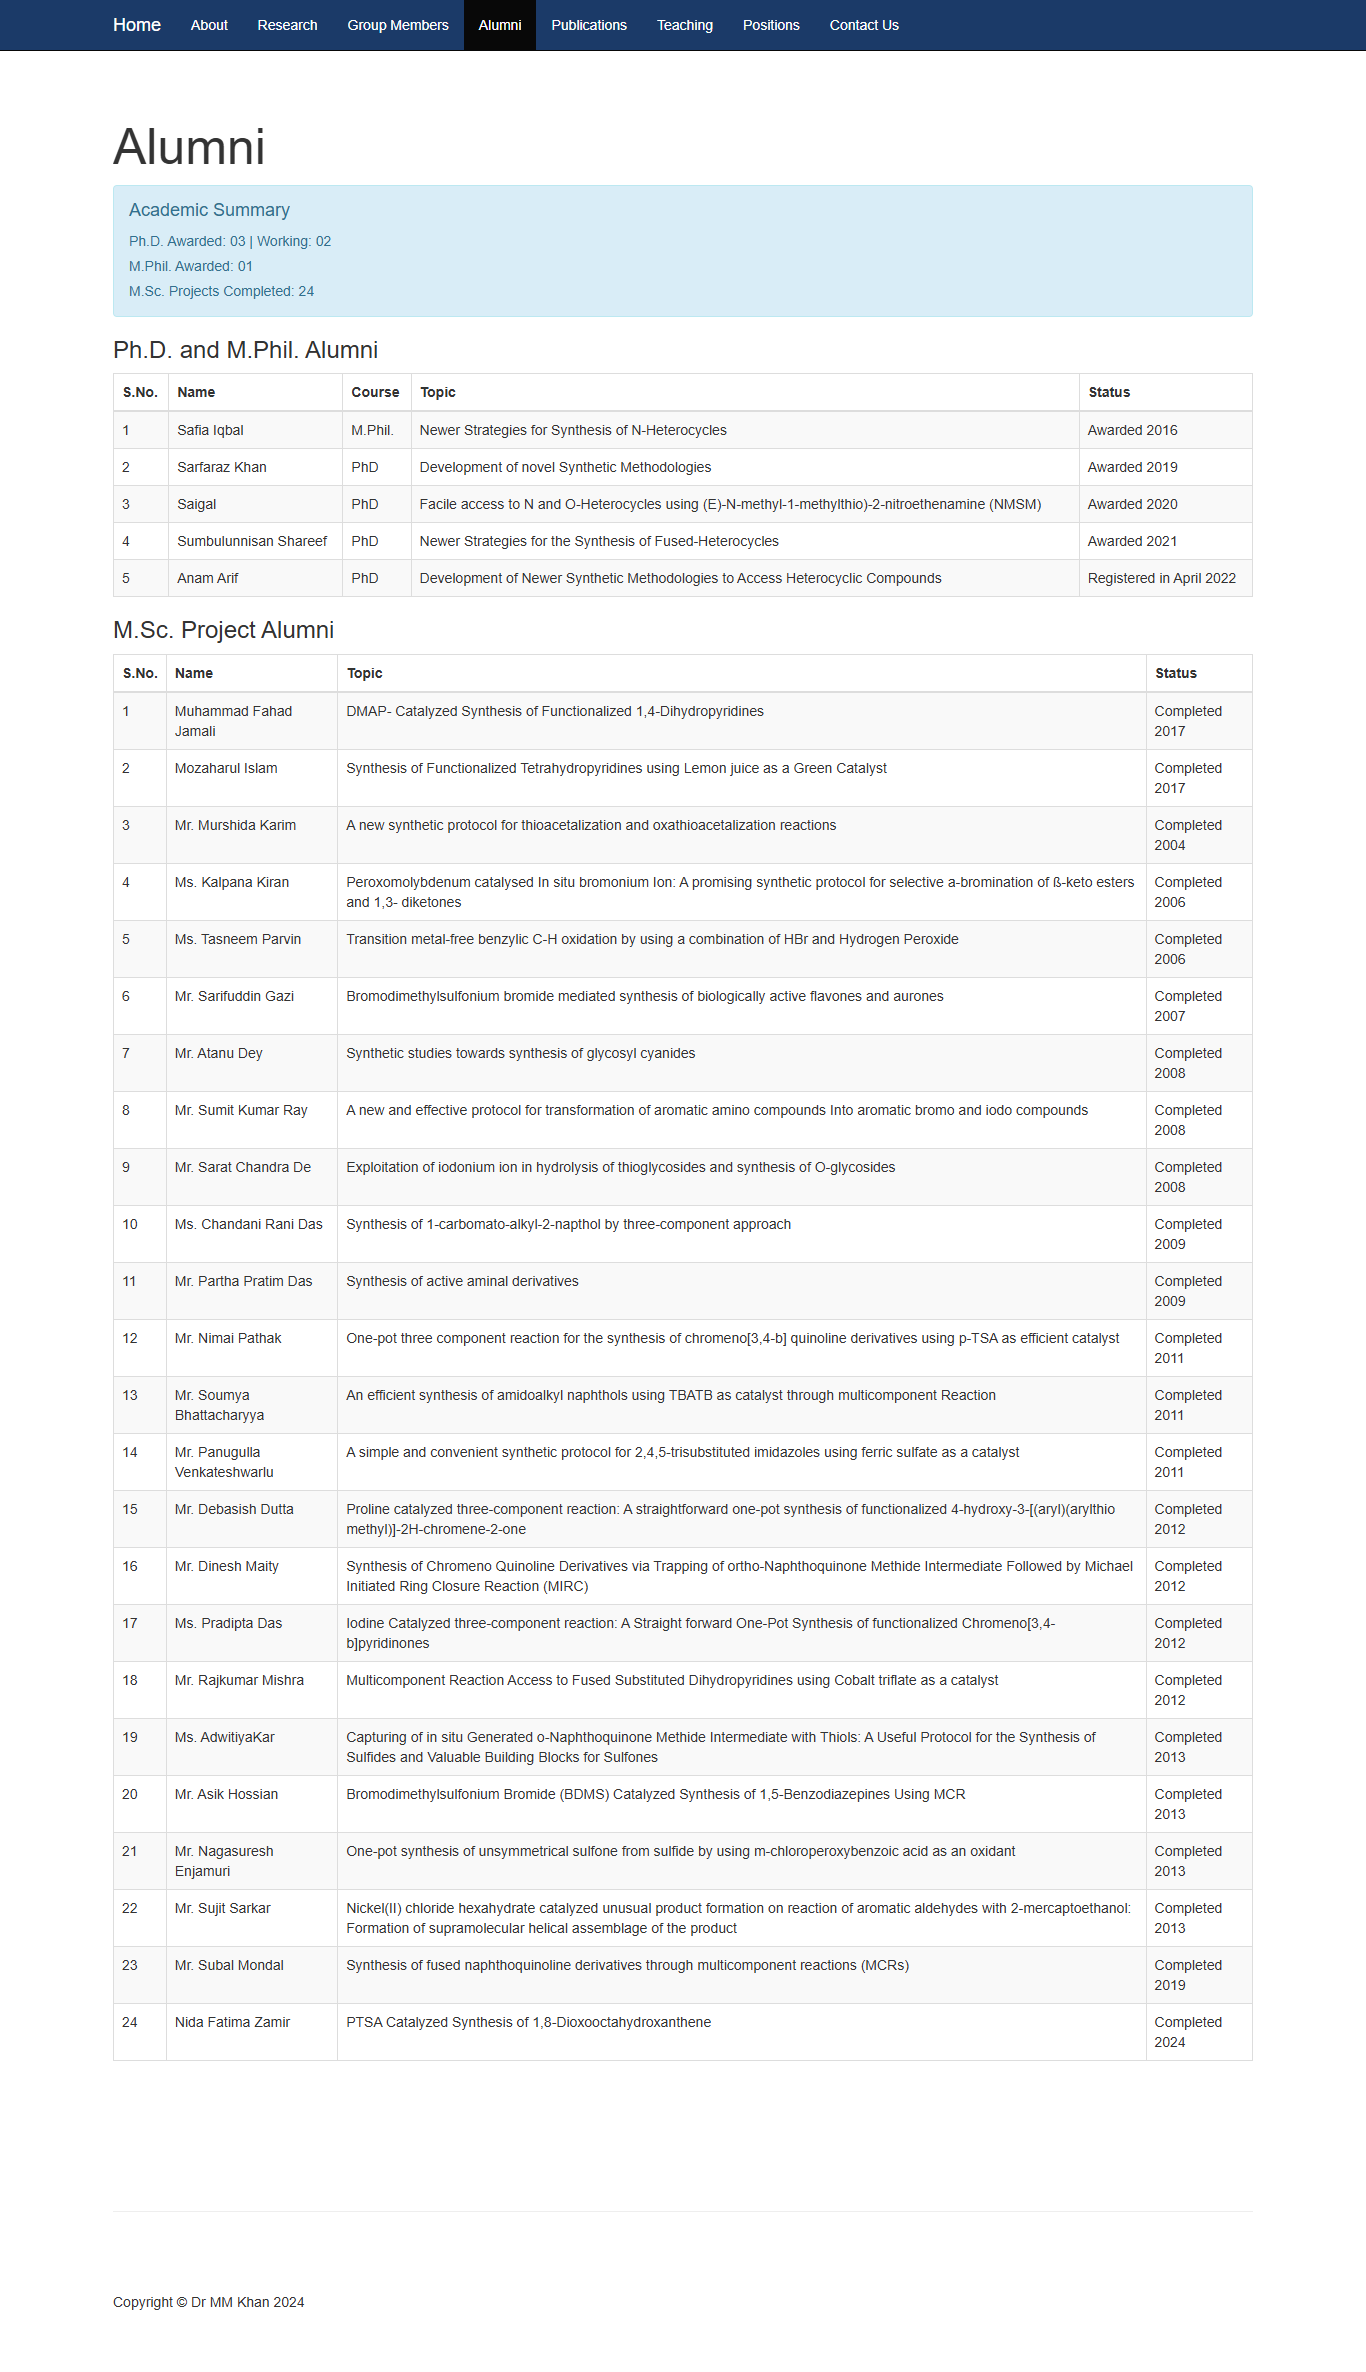 Home About Research Group Members Alumni Publications Teaching Positions Contact Us
Alumni
Academic Summary
Ph.D. Awarded: 03 | Working: 02
M.Phil. Awarded: 01
M.Sc. Projects Completed: 24
Ph.D. and M.Phil. Alumni
S.No. Name Course Topic Status
1 Safia Iqbal M.Phil. Newer Strategies for Synthesis of N-Heterocycles Awarded 2016
2 Sarfaraz Khan PhD Development of novel Synthetic Methodologies Awarded 2019
3 Saigal PhD Facile access to N and O-Heterocycles using (E)-N-methyl-1-methylthio)-2-nitroethenamine (NMSM) Awarded 2020
4 Sumbulunnisan Shareef PhD Newer Strategies for the Synthesis of Fused-Heterocycles Awarded 2021
5 Anam Arif PhD Development of Newer Synthetic Methodologies to Access Heterocyclic Compounds Registered in April 2022
M.Sc. Project Alumni
S.No. Name Topic Status
1 Muhammad Fahad DMAP- Catalyzed Synthesis of Functionalized 1,4-Dihydropyridines Completed
Jamali 2017
2 Mozaharul Islam Synthesis of Functionalized Tetrahydropyridines using Lemon juice as a Green Catalyst Completed
2017
3 Mr. Murshida Karim A new synthetic protocol for thioacetalization and oxathioacetalization reactions Completed
2004
4 Ms. Kalpana Kiran Peroxomolybdenum catalysed In situ bromonium Ion: A promising synthetic protocol for selective a-bromination of ß-keto esters Completed
and 1,3- diketones 2006
5 Ms. Tasneem Parvin Transition metal-free benzylic C-H oxidation by using a combination of HBr and Hydrogen Peroxide Completed
2006
6 Mr. Sarifuddin Gazi Bromodimethylsulfonium bromide mediated synthesis of biologically active flavones and aurones Completed
2007
7 Mr. Atanu Dey Synthetic studies towards synthesis of glycosyl cyanides Completed
2008
8 Mr. Sumit Kumar Ray A new and effective protocol for transformation of aromatic amino compounds Into aromatic bromo and iodo compounds Completed
2008
9 Mr. Sarat Chandra De Exploitation of iodonium ion in hydrolysis of thioglycosides and synthesis of O-glycosides Completed
2008
10 Ms. Chandani Rani Das Synthesis of 1-carbomato-alkyl-2-napthol by three-component approach Completed
2009
11 Mr. Partha Pratim Das Synthesis of active aminal derivatives Completed
2009
12 Mr. Nimai Pathak One-pot three component reaction for the synthesis of chromeno[3,4-b] quinoline derivatives using p-TSA as efficient catalyst Completed
2011
13 Mr. Soumya An efficient synthesis of amidoalkyl naphthols using TBATB as catalyst through multicomponent Reaction Completed
Bhattacharyya 2011
14 Mr. Panugulla A simple and convenient synthetic protocol for 2,4,5-trisubstituted imidazoles using ferric sulfate as a catalyst Completed
Venkateshwarlu 2011
15 Mr. Debasish Dutta Proline catalyzed three-component reaction: A straightforward one-pot synthesis of functionalized 4-hydroxy-3-[(aryl)(arylthio Completed
methyl)]-2H-chromene-2-one 2012
16 Mr. Dinesh Maity Synthesis of Chromeno Quinoline Derivatives via Trapping of ortho-Naphthoquinone Methide Intermediate Followed by Michael Completed
Initiated Ring Closure Reaction (MIRC) 2012
17 Ms. Pradipta Das Iodine Catalyzed three-component reaction: A Straight forward One-Pot Synthesis of functionalized Chromeno[3,4- Completed
b]pyridinones 2012
18 Mr. Rajkumar Mishra Multicomponent Reaction Access to Fused Substituted Dihydropyridines using Cobalt triflate as a catalyst Completed
2012
19 Ms. AdwitiyaKar Capturing of in situ Generated o-Naphthoquinone Methide Intermediate with Thiols: A Useful Protocol for the Synthesis of Completed
Sulfides and Valuable Building Blocks for Sulfones 2013
20 Mr. Asik Hossian Bromodimethylsulfonium Bromide (BDMS) Catalyzed Synthesis of 1,5-Benzodiazepines Using MCR Completed
2013
21 Mr. Nagasuresh One-pot synthesis of unsymmetrical sulfone from sulfide by using m-chloroperoxybenzoic acid as an oxidant Completed
Enjamuri 2013
22 Mr. Sujit Sarkar Nickel(II) chloride hexahydrate catalyzed unusual product formation on reaction of aromatic aldehydes with 2-mercaptoethanol: Completed
Formation of supramolecular helical assemblage of the product 2013
23 Mr. Subal Mondal Synthesis of fused naphthoquinoline derivatives through multicomponent reactions (MCRs) Completed
2019
24 Nida Fatima Zamir PTSA Catalyzed Synthesis of 1,8-Dioxooctahydroxanthene Completed
2024
Copyright © Dr MM Khan 2024